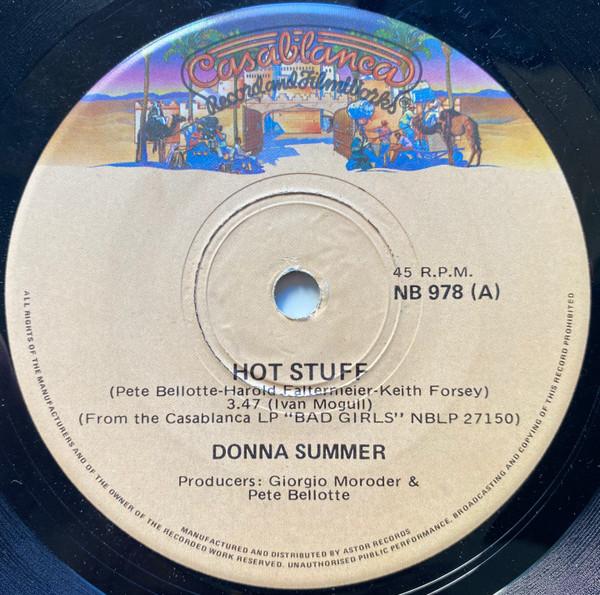 Casablanca
Record and FilmWorks
45 R.P.M.
NB 978 (A)
HOT STUFF
(Pete Bellotte-Harold Faltermeier-Keith Forsey)
3.47 (Ivan Mogull)
(From the Casablanca LP "BAD GIRLS" NBLP 27150)
DONNA SUMMER
Producers: Giorgio Moroder &
Pete Bellotte
MANUFACTURED AND DISTRIBUTED BY ASTOR RECORDS
ALL RIGHTS OF THE MANUFACTURERS AND OF THE OWNER OF THE RECORDED WORK RESERVED. UNAUTHORISED PUBLIC PERFORMANCE, BROADCASTING AND COPYING OF THIS RECORD PROHIBITED